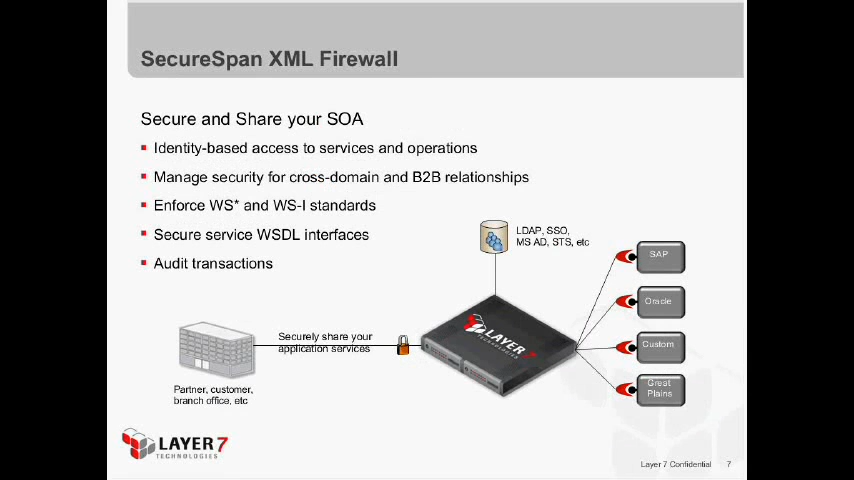 SecureSpan XML Firewall
Secure and Share your SOA
Identity-based access to services and operations
Manage security for cross-domain and B2B relationships
Enforce WS* and WS-I standards
Secure service WSDL interfaces
Audit transactions
LDAP, SSO,
MS AD, STS, etc
SAP
Oracle
Custom
Great
Plains
Securely share your
application services
LAYER 7
TECHNOLOGIES
Partner, customer,
branch office, etc
LAYER 7
TECHNOLOGIES
Layer 7 Confidential 7